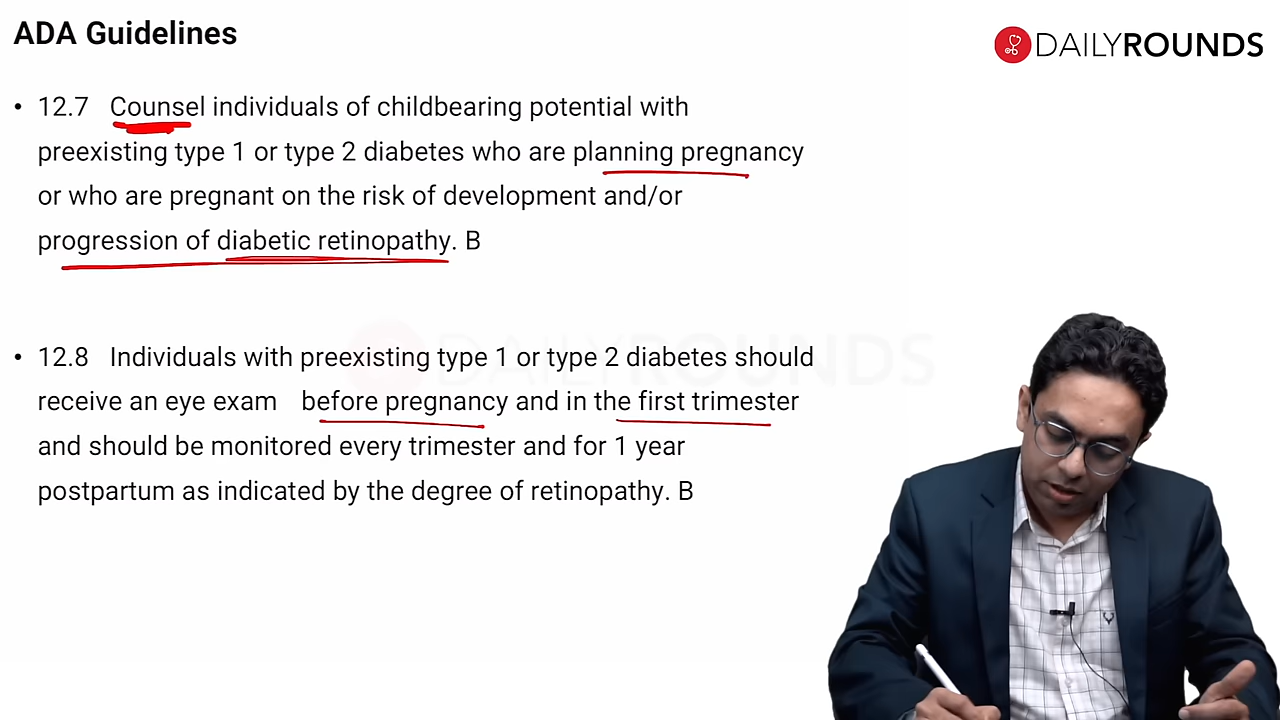 ADA Guidelines
DAILYROUNDS
• 12.7 Counsel individuals of childbearing potential with
preexisting type 1 or type 2 diabetes who are planning pregnancy
or who are pregnant on the risk of development and/or
progression of diabetic retinopathy. B
DAILYROUNDS
• 12.8 Individuals with preexisting type 1 or type 2 diabetes should
receive an eye exam before pregnancy and in the first trimester
and should be monitored every trimester and for 1 year
postpartum as indicated by the degree of retinopathy. B